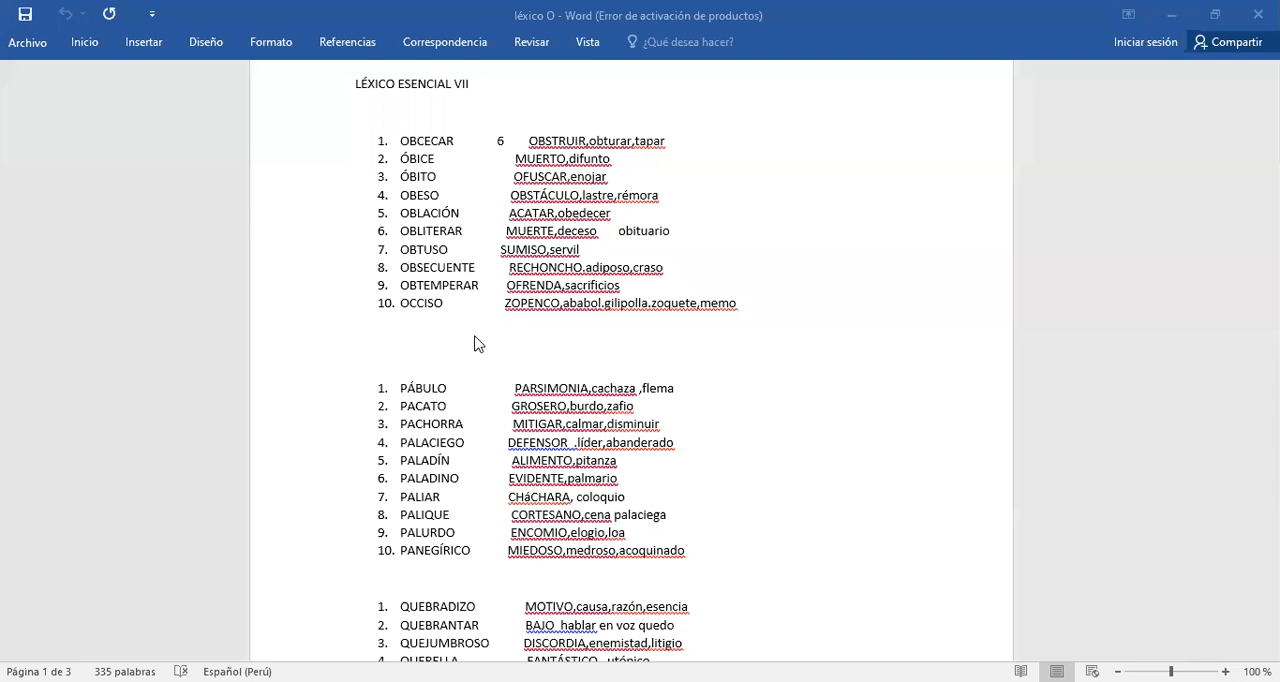 léxico O - Word (Error de activación de productos)
Archivo Inicio Insertar Diseño Formato Referencias Correspondencia Revisar Vista ¿Qué desea hacer? Iniciar sesión Compartir
LÉXICO ESENCIAL VII
1. OBCECAR 6 OBSTRUIR,obturar,tapar
2. ÓBICE MUERTO,difunto
3. ÓBITO OFUSCAR,enojar
4. OBESO OBSTÁCULO,lastre,rémora
5. OBLACIÓN ACATAR,obedecer
6. OBLITERAR MUERTE,deceso obituario
7. OBTUSO SUMISO,servil
8. OBSECUENTE RECHONCHO.adiposo,craso
9. OBTEMPERAR OFRENDA,sacrificios
10. OCCISO ZOPENCO,ababol.gilipolla.zoquete,memo
1. PÁBULO PARSIMONIA,cachaza ,flema
2. PACATO GROSERO,burdo,zafio
3. PACHORRA MITIGAR,calmar,disminuir
4. PALACIEGO DEFENSOR .líder,abanderado
5. PALADÍN ALIMENTO,pitanza
6. PALADINO EVIDENTE,palmario
7. PALIAR CHáCHARA, coloquio
8. PALIQUE CORTESANO,cena palaciega
9. PALURDO ENCOMIO,elogio,loa
10. PANEGÍRICO MIEDOSO,medroso,acoquinado
1. QUEBRADIZO MOTIVO,causa,razón,esencia
2. QUEBRANTAR BAJO hablar en voz quedo
3. QUEJUMBROSO DISCORDIA,enemistad,litigio
4. QUERELLA FANTÁSTICO utópico
Página 1 de 3 335 palabras Español (Perú) 100 %